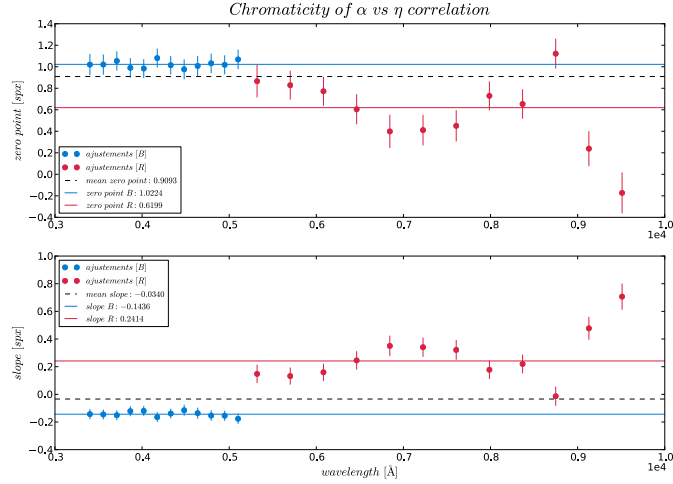 Chromaticity of α vs η correlation
zero point [spx]
1.4
1.2
1.0
0.8
0.6
0.4
0.2
0.0
−0.2
−0.4
ajustements [B]
ajustements [R]
mean zero point : 0.9093
zero point B : 1.0224
zero point R : 0.6199
0.3 0.4 0.5 0.6 0.7 0.8 0.9 1.0
1e4
slope [spx]
1.0
0.8
0.6
0.4
0.2
0.0
−0.2
−0.4
ajustements [B]
ajustements [R]
mean slope : −0.0340
slope B : −0.1436
slope R : 0.2414
0.3 0.4 0.5 0.6 0.7 0.8 0.9 1.0
1e4
wavelength [Å]